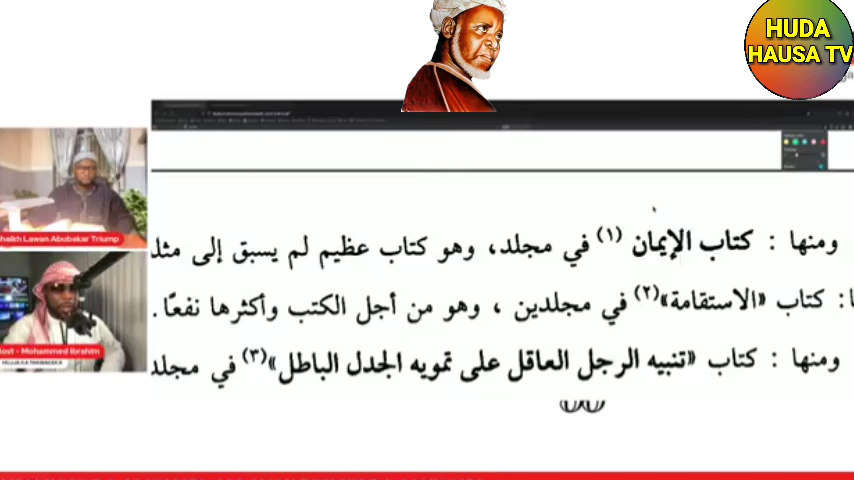 HUDA
HAUSA TV
ومنها : كتاب الإيمان (١) في مجلد، وهو كتاب عظيم لم يسبق إلى مثله
ا: كتاب «الاستقامة»(٢) في مجلدين ، وهو من أجل الكتب وأكثرها نفعًا.
ومنها : كتاب «تنبيه الرجل العاقل على تمويه الجدل الباطل»(٣) في مجلد
Shaikh Lawan Abubakar Triump
Host - Mohammed Ibrahim